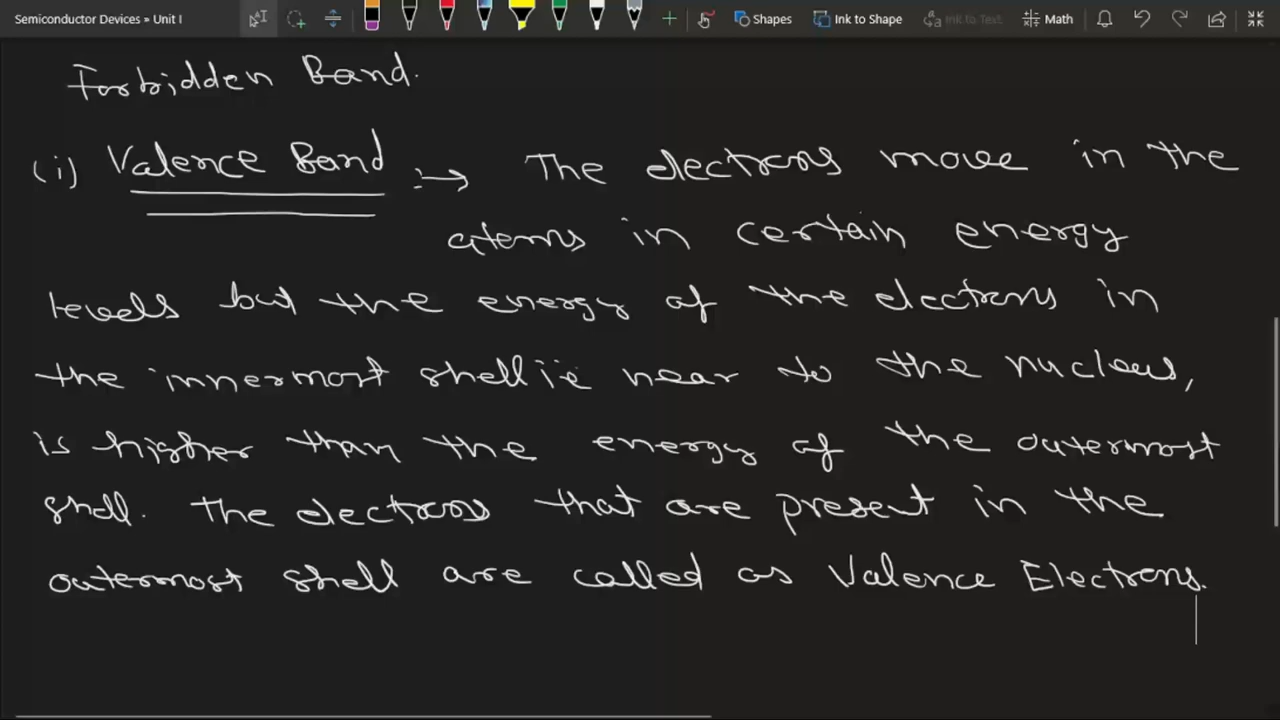 Semiconductor Devices » Unit I Shapes Ink to Shape Ink to Text Math
Forbidden Band.
(i) Valence Band :→ The electrons move in the
atoms in certain energy
levels but the energy of the electrons in
the innermost shell i.e near to the nucleus,
is higher than the energy of the outermost
shell. The electrons that are present in the
outermost shell are called as Valence Electrons.